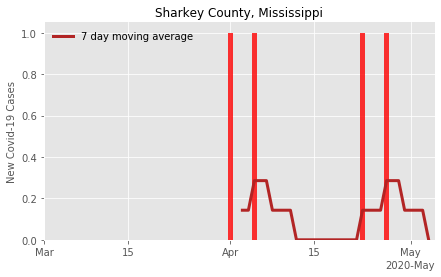 Sharkey County, Mississippi
7 day moving average
New Covid-19 Cases
1.0
0.8
0.6
0.4
0.2
0.0
Mar
15
Apr
15
May
2020-May